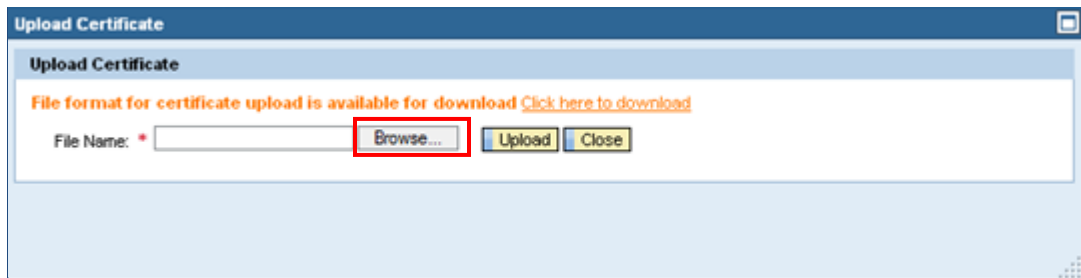 Upload Certificate
Upload Certificate
File format for certificate upload is available for download Click here to download
File Name: * Browse... Upload Close